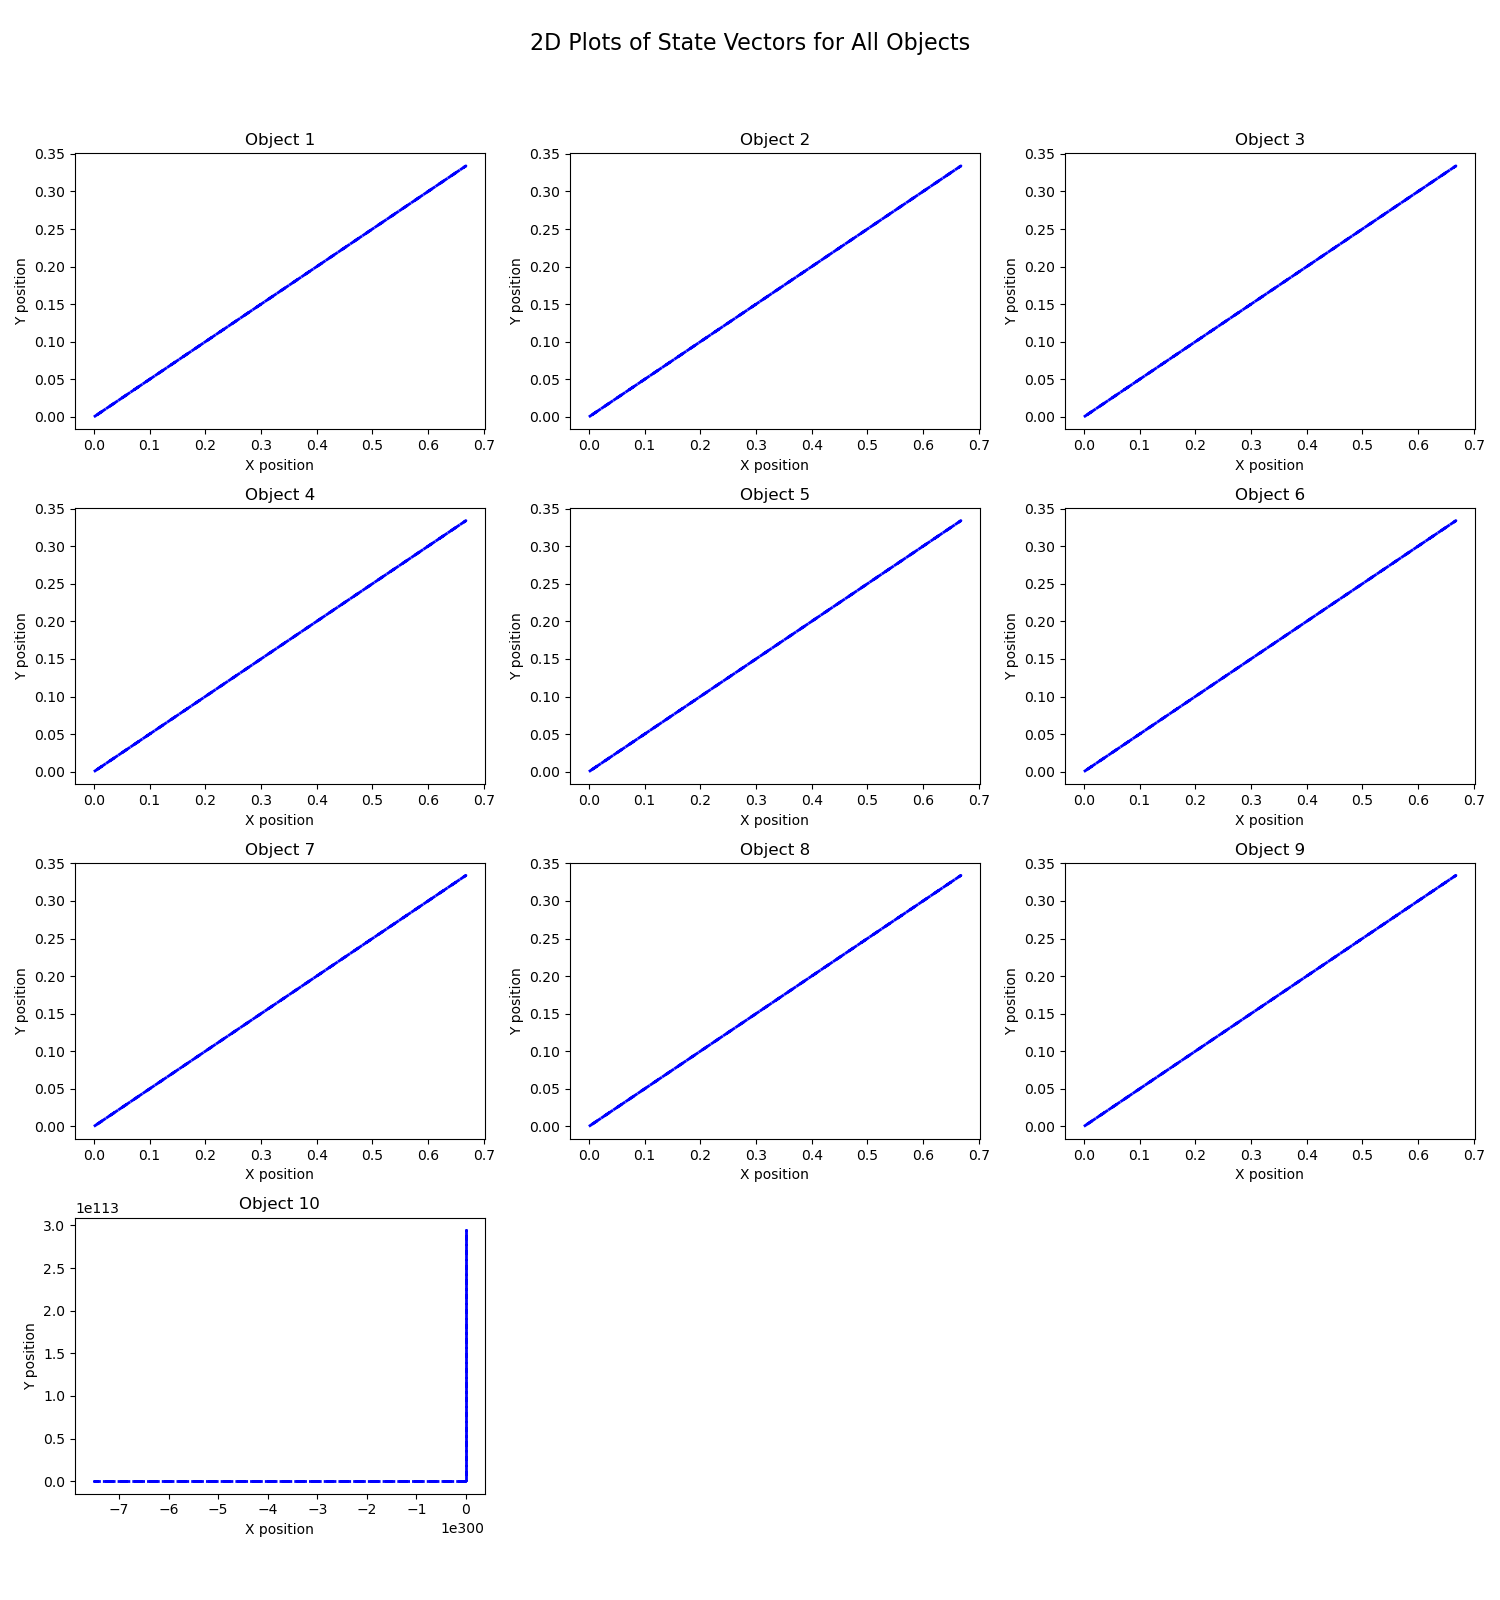 2D Plots of State Vectors for All Objects
Object 1
0.35
0.30
0.25
0.20
0.15
0.10
0.05
0.00
Y position
0.0 0.1 0.2 0.3 0.4 0.5 0.6 0.7
X position
Object 2
0.35
0.30
0.25
0.20
0.15
0.10
0.05
0.00
Y position
0.0 0.1 0.2 0.3 0.4 0.5 0.6 0.7
X position
Object 3
0.35
0.30
0.25
0.20
0.15
0.10
0.05
0.00
Y position
0.0 0.1 0.2 0.3 0.4 0.5 0.6 0.7
X position
Object 4
0.35
0.30
0.25
0.20
0.15
0.10
0.05
0.00
Y position
0.0 0.1 0.2 0.3 0.4 0.5 0.6 0.7
X position
Object 5
0.35
0.30
0.25
0.20
0.15
0.10
0.05
0.00
Y position
0.0 0.1 0.2 0.3 0.4 0.5 0.6 0.7
X position
Object 6
0.35
0.30
0.25
0.20
0.15
0.10
0.05
0.00
Y position
0.0 0.1 0.2 0.3 0.4 0.5 0.6 0.7
X position
Object 7
0.35
0.30
0.25
0.20
0.15
0.10
0.05
0.00
Y position
0.0 0.1 0.2 0.3 0.4 0.5 0.6 0.7
X position
Object 8
0.35
0.30
0.25
0.20
0.15
0.10
0.05
0.00
Y position
0.0 0.1 0.2 0.3 0.4 0.5 0.6 0.7
X position
Object 9
0.35
0.30
0.25
0.20
0.15
0.10
0.05
0.00
Y position
0.0 0.1 0.2 0.3 0.4 0.5 0.6 0.7
X position
Object 10
1e113
3.0
2.5
2.0
1.5
1.0
0.5
0.0
Y position
−7 −6 −5 −4 −3 −2 −1 0
1e300
X position